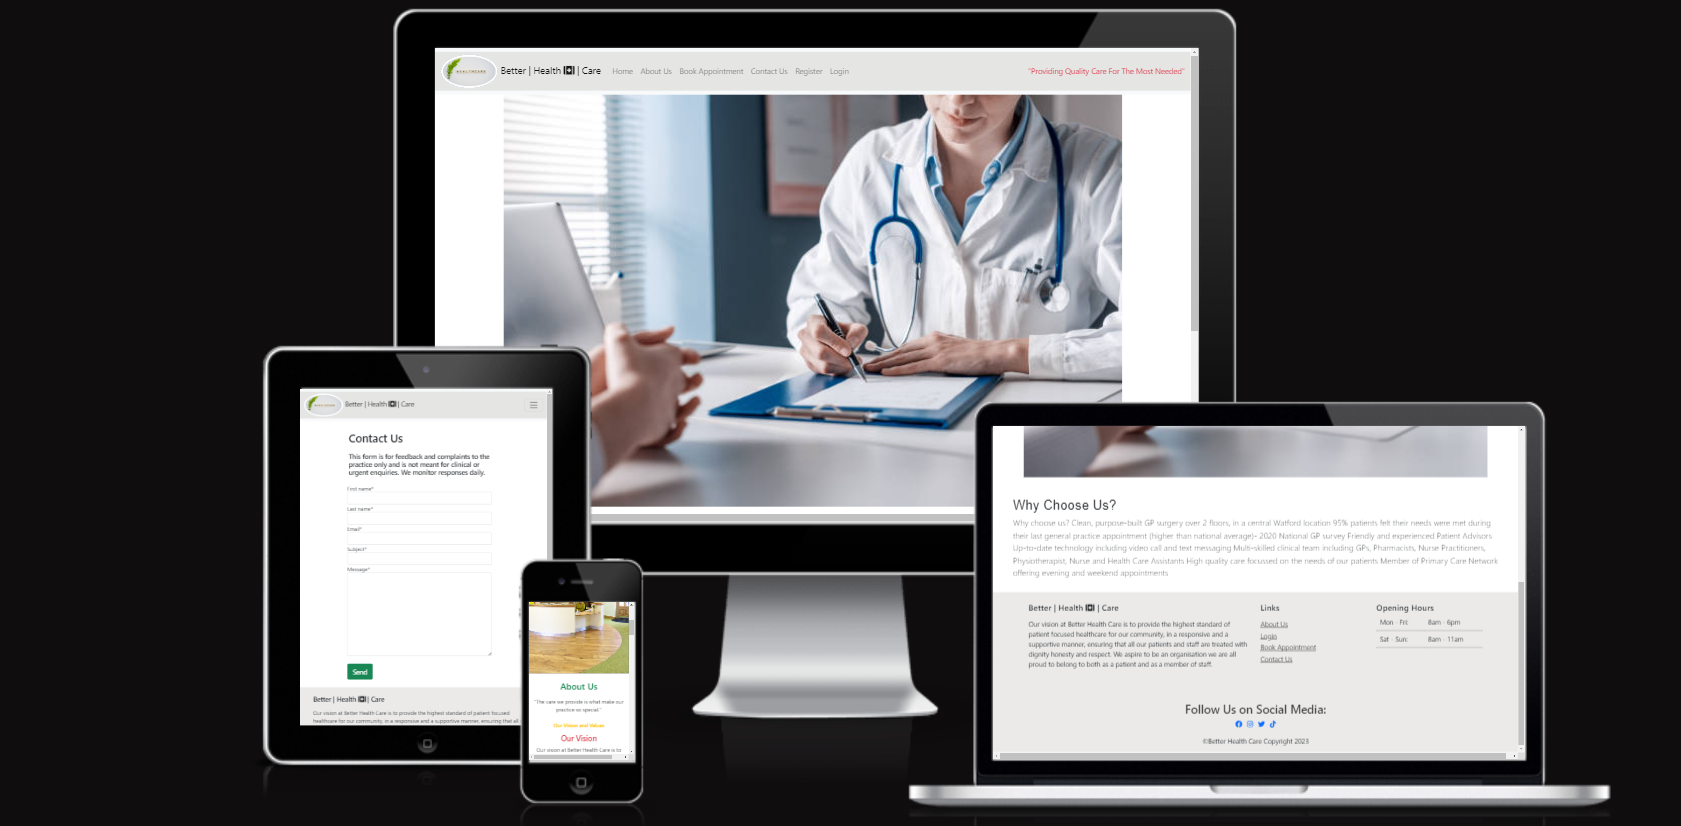 HEALTHCARE
Better | Health | Care
Home About Us Book Appointment Contact Us Register Login
"Providing Quality Care For The Most Needed"
Better | Health | Care
Contact Us
This form is for feedback and complaints to the
practice only and is not meant for clinical or
urgent enquiries. We monitor responses daily.
First name*
Last name*
Email*
Subject*
Message*
Send
Better | Health | Care
Our vision at Better Health Care is to provide the highest standard of patient focused
healthcare for our community, in a responsive and a supportive manner, ensuring that all
About Us
"The care we provide is what make our
practice so special."
Our Vision and Values
Our Vision
Our vision at Better Health Care is to
Why Choose Us?
Why choose us? Clean, purpose-built GP surgery over 2 floors, in a central Watford location 95% patients felt their needs were met during
their last general practice appointment (higher than national average)- 2020 National GP survey Friendly and experienced Patient Advisors
Up-to-date technology including video call and text messaging Multi-skilled clinical team including GPs, Pharmacists, Nurse Practitioners,
Physiotherapist, Nurse and Health Care Assistants High quality care focussed on the needs of our patients Member of Primary Care Network
offering evening and weekend appointments
Better | Health | Care
Our vision at Better Health Care is to provide the highest standard of
patient focused healthcare for our community, in a responsive and a
supportive manner, ensuring that all our patients and staff are treated with
dignity honesty and respect. We aspire to be an organisation we are all
proud to belong to both as a patient and as a member of staff.
Links
About Us
Login
Book Appointment
Contact Us
Opening Hours
Mon - Fri: 8am - 6pm
Sat - Sun: 8am - 11am
Follow Us on Social Media:
©Better Health Care Copyright 2023